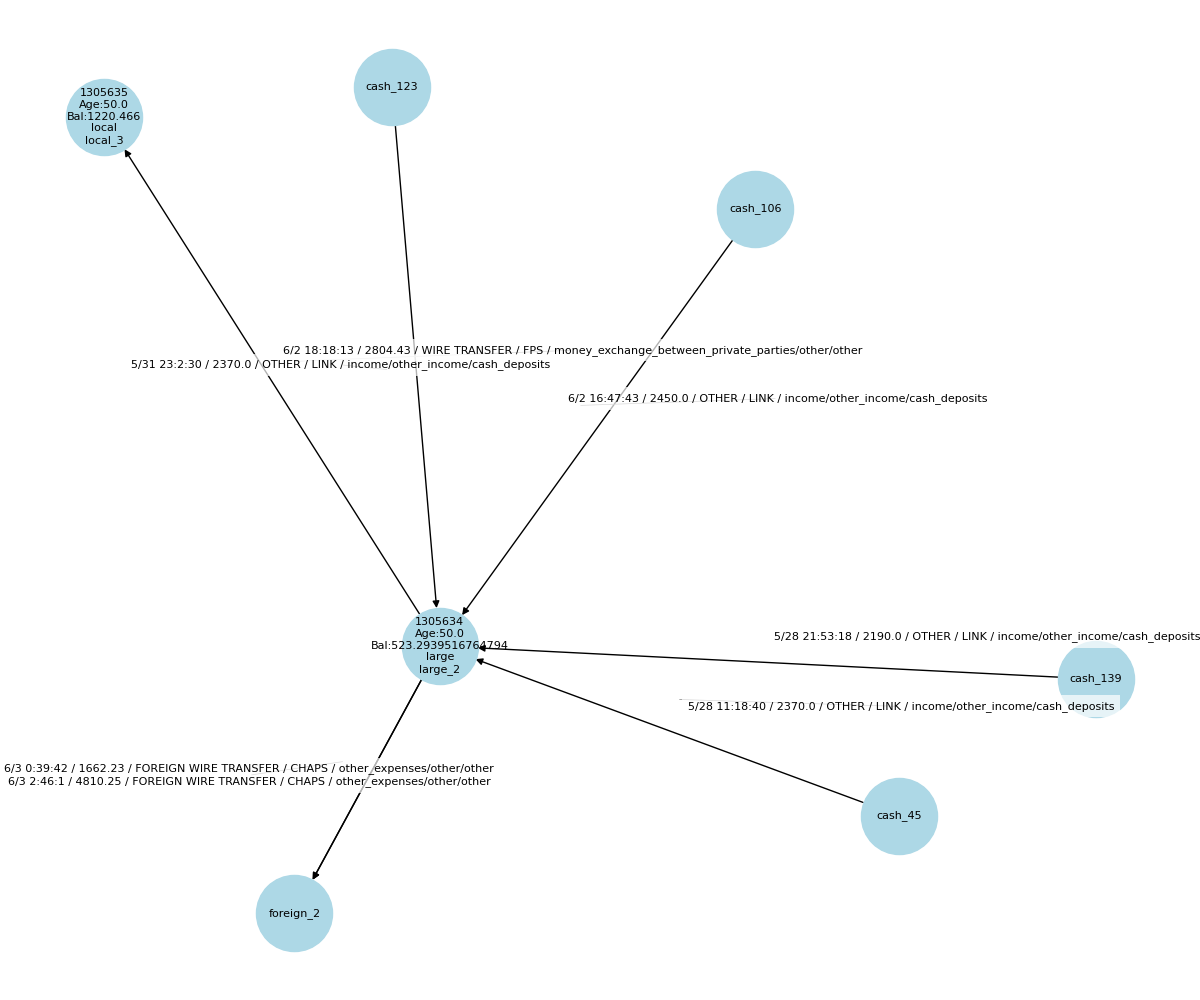 cash_123
1305635
Age:50.0
Bal:1220.466
local
local_3
cash_106
6/2 18:18:13 / 2804.43 / WIRE TRANSFER / FPS / money_exchange_between_private_parties/other/other
5/31 23:2:30 / 2370.0 / OTHER / LINK / income/other_income/cash_deposits
6/2 16:47:43 / 2450.0 / OTHER / LINK / income/other_income/cash_deposits
1305634
Age:50.0
Bal:523.2939516764794
large
large_2
5/28 21:53:18 / 2190.0 / OTHER / LINK / income/other_income/cash_deposits
cash_139
5/28 11:18:40 / 2370.0 / OTHER / LINK / income/other_income/cash_deposits
6/3 0:39:42 / 1662.23 / FOREIGN WIRE TRANSFER / CHAPS / other_expenses/other/other
6/3 2:46:1 / 4810.25 / FOREIGN WIRE TRANSFER / CHAPS / other_expenses/other/other
cash_45
foreign_2